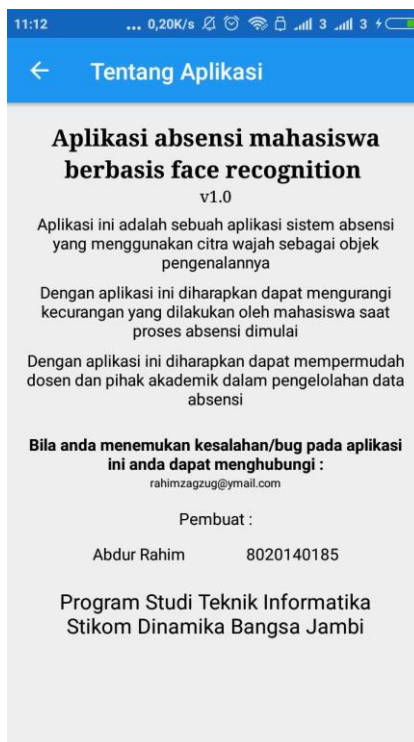 11:12 ... 0,20K/s 3 3
Tentang Aplikasi
Aplikasi absensi mahasiswa
berbasis face recognition
v1.0
Aplikasi ini adalah sebuah aplikasi sistem absensi
yang menggunakan citra wajah sebagai objek
pengenalannya
Dengan aplikasi ini diharapkan dapat mengurangi
kecurangan yang dilakukan oleh mahasiswa saat
proses absensi dimulai
Dengan aplikasi ini diharapkan dapat mempermudah
dosen dan pihak akademik dalam pengelolahan data
absensi
Bila anda menemukan kesalahan/bug pada aplikasi
ini anda dapat menghubungi :
rahimzagzug@ymail.com
Pembuat :
Abdur Rahim 8020140185
Program Studi Teknik Informatika
Stikom Dinamika Bangsa Jambi